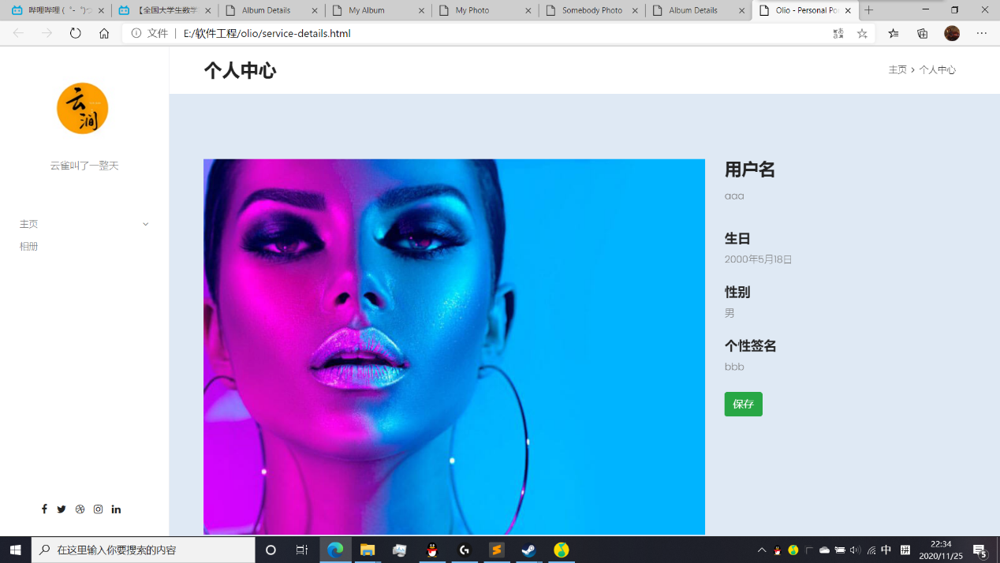 哔哩哔哩 (゜-゜)つ
【全国大学生数学
Album Details
My Album
My Photo
Somebody Photo
Album Details
Olio - Personal Po
文件
E:/软件工程/olio/service-details.html
个人中心
主页 > 个人中心
云涧
云雀叫了一整天
主页
相册
用户名
aaa
生日
2000年5月18日
性别
男
个性签名
bbb
保存
在这里输入你要搜索的内容
中
拼
22:34
2020/11/25
5